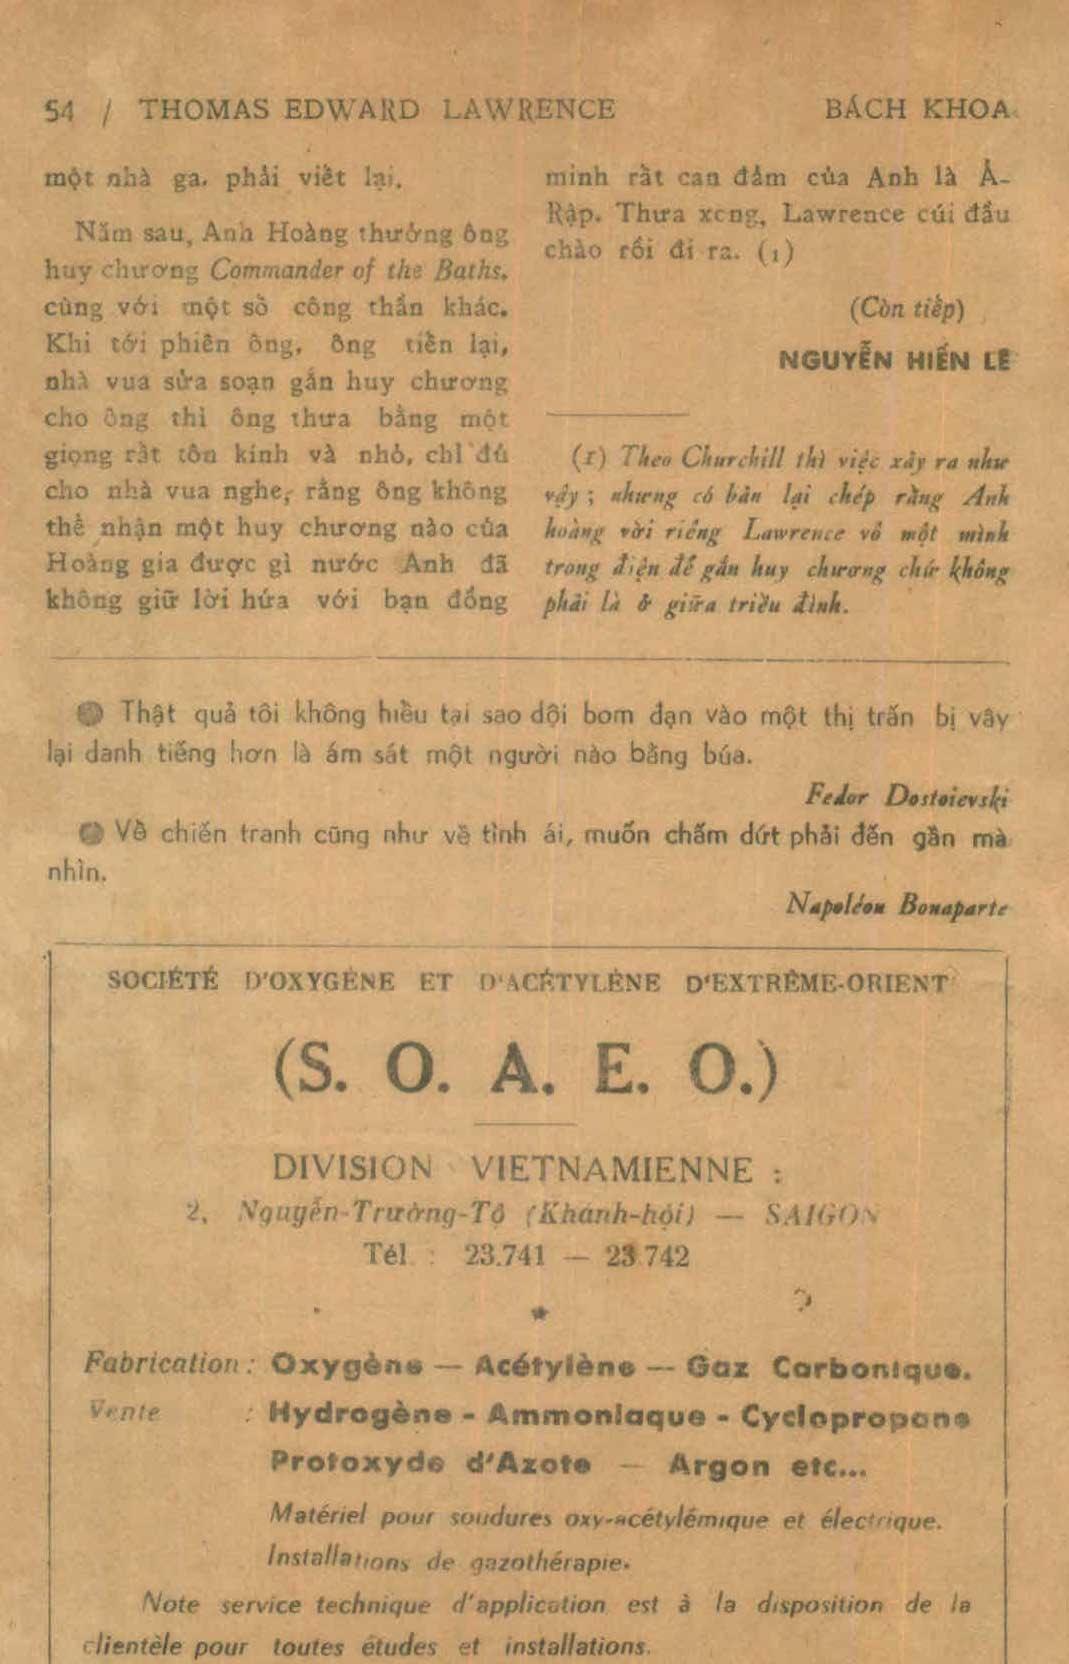 54 / THOMAS EDWARD LAWRENCE BÁCH KHOA
một nhà ga, phải viết lại.
Năm sau, Anh Hoàng thưởng ông
huy chương Commander of the Baths,
cùng với một số công thần khác.
Khi tới phiên ông, ông tiến lại,
nhà vua sửa soạn gắn huy chương
cho ông thì ông thưa bằng một
giọng rất tôn kính và nhỏ, chỉ đủ
cho nhà vua nghe, rằng ông không
thể nhận một huy chương nào của
Hoàng gia được gì nước Anh đã
không giữ lời hứa với bạn đồng
minh rất can đảm của Anh là Ả-
Rập. Thưa xong, Lawrence cúi đầu
chào rồi đi ra. (1)
(Còn tiếp)
NGUYỄN HIẾN LÊ
(1) Theo Churchill thì việc xảy ra như
vậy ; nhưng có bản lại chép rằng Anh
hoàng vời riêng Lawrence vô một mình
trong điện để gắn huy chương chứ không
phải là ở giữa triều đình.
Thật quả tôi không hiểu tại sao dội bom đạn vào một thị trấn bị vây
lại danh tiếng hơn là ám sát một người nào bằng búa.
Fedor Dostoievski
Về chiến tranh cũng như về tình ái, muốn chấm dứt phải đến gần mà
nhìn.
Napoléon Bonaparte
SOCIÉTÉ D'OXYGÈNE ET D'ACÉTYLÈNE D'EXTRÊME-ORIENT
(S. O. A. E. O.)
DIVISION VIETNAMIENNE :
2, Nguyễn-Trường-Tộ (Khánh-hội) — SAIGON
Tél : 23.741 — 23.742
Fabrication : Oxygène — Acétylène — Gaz Carbonique.
Vente : Hydrogène - Ammoniaque - Cyclopropane
Protoxyde d'Azote — Argon etc...
Matériel pour soudures oxy-acétylémique et électrique.
Installations de gazothérapie.
Note service technique d'application est à la disposition de la
clientèle pour toutes études et installations.